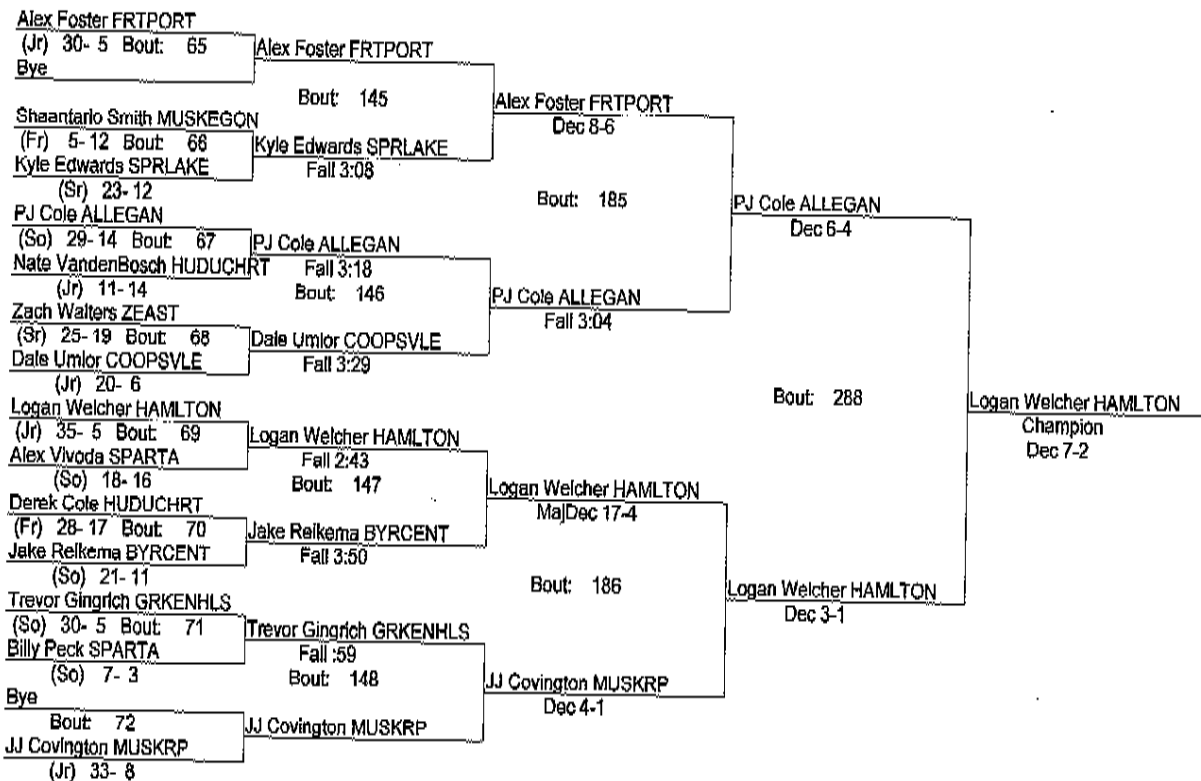 Alex Foster FRTPORT
(Jr) 30- 5 Bout: 65
Bye
Alex Foster FRTPORT
Bout: 145
Shaantario Smith MUSKEGON
(Fr) 5- 12 Bout: 66
Kyle Edwards SPRLAKE
(Sr) 23- 12
Kyle Edwards SPRLAKE
Fall 3:08
Alex Foster FRTPORT
Dec 8-6
Bout: 185
PJ Cole ALLEGAN
(So) 29- 14 Bout: 67
Nate VandenBosch HUDUCHRT
(Jr) 11- 14
PJ Cole ALLEGAN
Fall 3:18
Bout: 146
Zach Walters ZEAST
(Sr) 25- 19 Bout: 68
Dale Umlor COOPSVLE
(Jr) 20- 6
Dale Umlor COOPSVLE
Fall 3:29
PJ Cole ALLEGAN
Fall 3:04
PJ Cole ALLEGAN
Dec 6-4
Bout: 288
Logan Welcher HAMLTON
(Jr) 35- 5 Bout: 69
Alex Vivoda SPARTA
(So) 18- 16
Logan Welcher HAMLTON
Fall 2:43
Bout: 147
Derek Cole HUDUCHRT
(Fr) 28- 17 Bout: 70
Jake Reikema BYRCENT
(So) 21- 11
Jake Reikema BYRCENT
Fall 3:50
Logan Welcher HAMLTON
MajDec 17-4
Bout: 186
Trevor Gingrich GRKENHLS
(So) 30- 5 Bout: 71
Billy Peck SPARTA
(So) 7- 3
Trevor Gingrich GRKENHLS
Fall :59
Bout: 148
Bye
Bout: 72
JJ Covington MUSKRP
(Jr) 33- 8
JJ Covington MUSKRP
JJ Covington MUSKRP
Dec 4-1
Logan Welcher HAMLTON
Dec 3-1
Logan Welcher HAMLTON
Champion
Dec 7-2